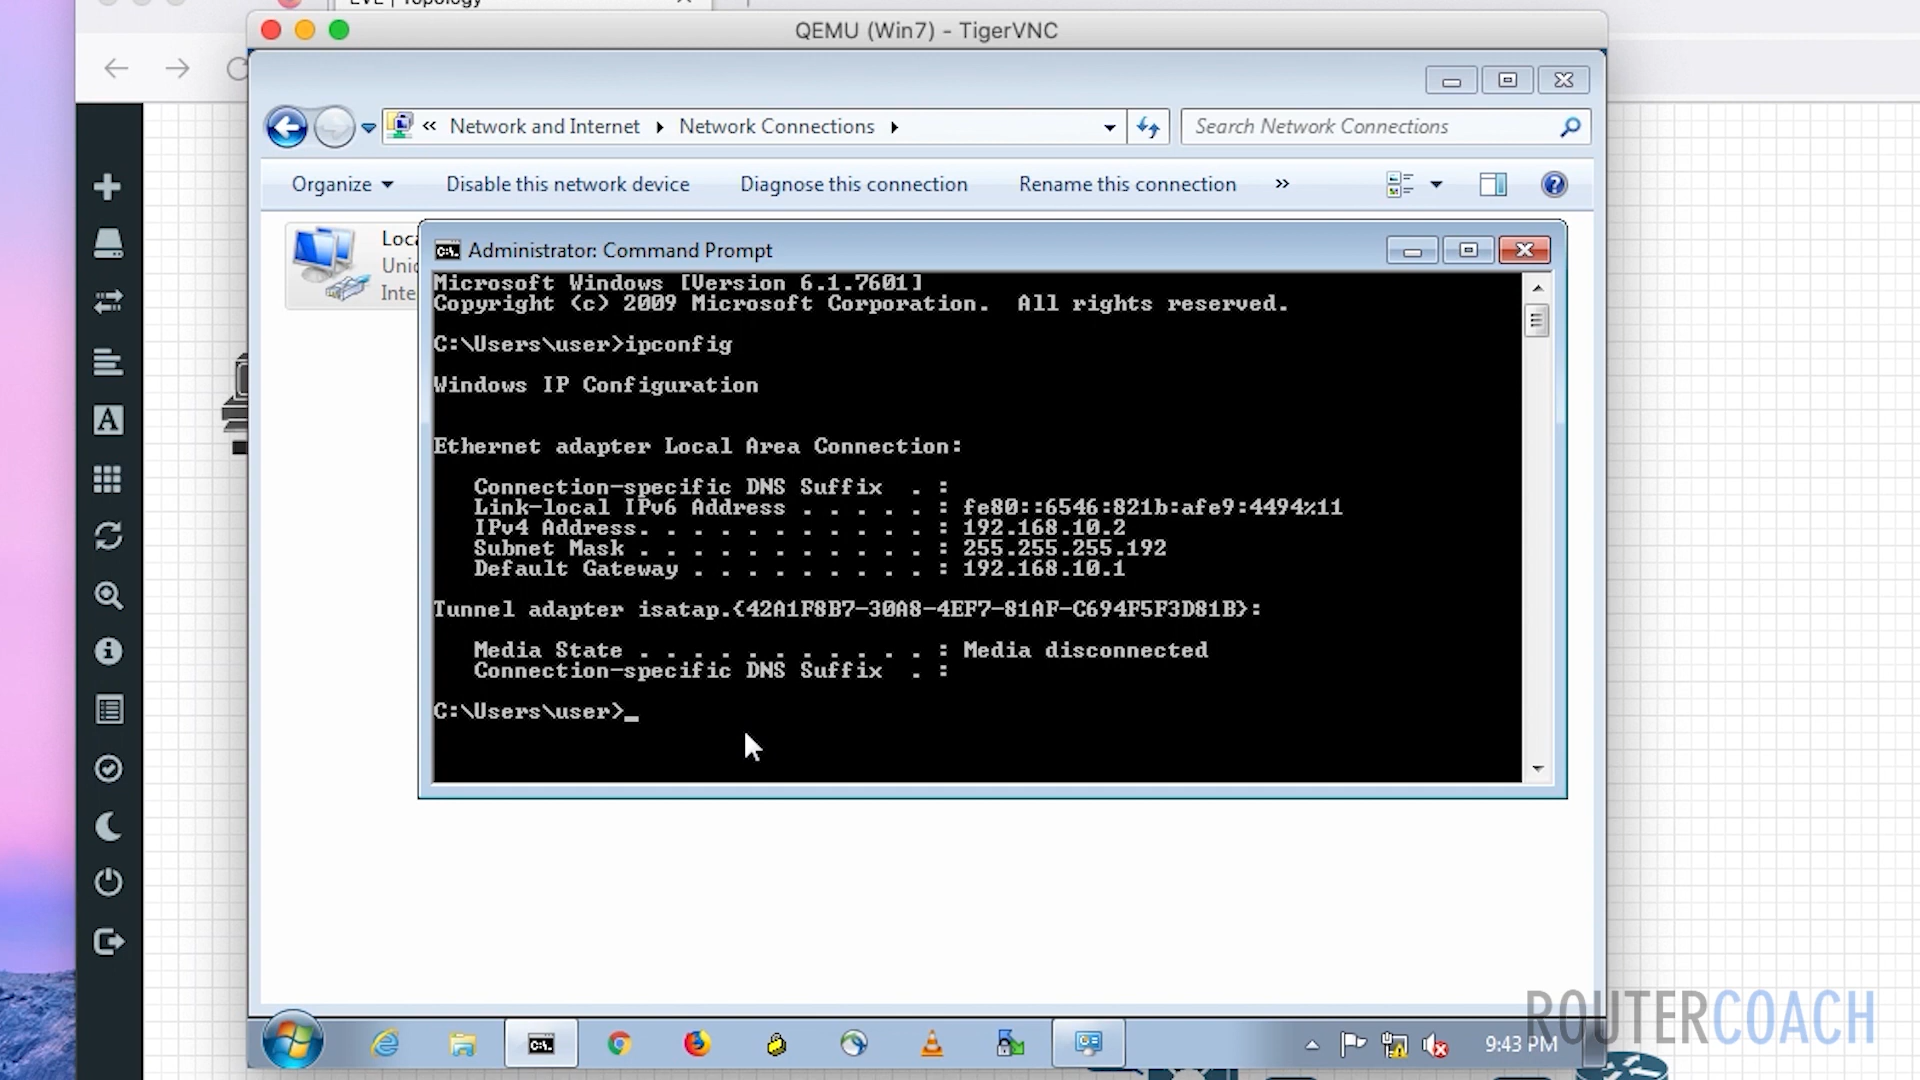 EVE | Topology
QEMU (Win7) - TigerVNC
« Network and Internet Network Connections
Search Network Connections
Organize Disable this network device Diagnose this connection Rename this connection »
Administrator: Command Prompt
Microsoft Windows [Version 6.1.7601]
Copyright (c) 2009 Microsoft Corporation.  All rights reserved.
C:\Users\user>ipconfig
Windows IP Configuration
Ethernet adapter Local Area Connection:
Connection-specific DNS Suffix  . :
Link-local IPv6 Address . . . . . : fe80::6546:821b:afe9:4494%11
IPv4 Address. . . . . . . . . . . : 192.168.10.2
Subnet Mask . . . . . . . . . . . : 255.255.255.192
Default Gateway . . . . . . . . . : 192.168.10.1
Tunnel adapter isatap.{42A1F8B7-30A8-4EF7-81AF-C694F5F3D81B}:
Media State . . . . . . . . . . . : Media disconnected
Connection-specific DNS Suffix  . :
C:\Users\user>_
9:43 PM
ROUTERCOACH